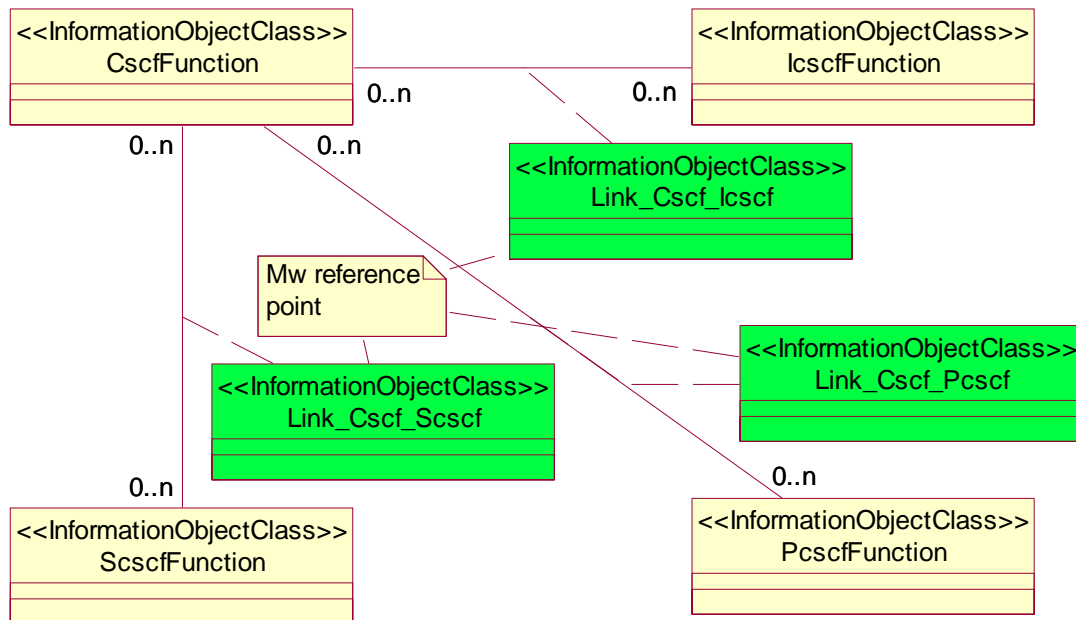 <<InformationObjectClass>>
CscfFunction
<<InformationObjectClass>>
IcscfFunction
0..n
0..n
0..n
0..n
<<InformationObjectClass>>
Link_Cscf_Icscf
Mw reference
point
<<InformationObjectClass>>
Link_Cscf_Pcscf
<<InformationObjectClass>>
Link_Cscf_Scscf
0..n
0..n
<<InformationObjectClass>>
ScscfFunction
<<InformationObjectClass>>
PcscfFunction